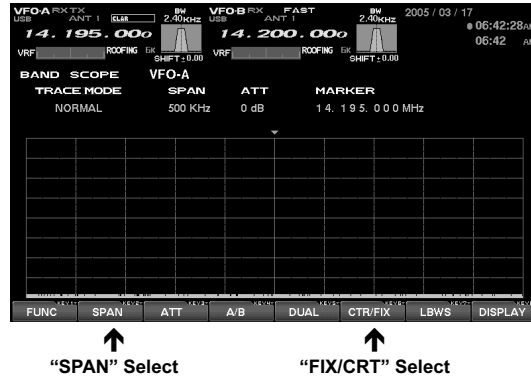 VFO-A RX TX BW VFO-B RX FAST BW 2005 / 03 / 17
USB ANT 1 CLAR 2.40KHz USB ANT 1 2.40KHz 06:42:28
14. 195. 000 14. 200. 000 06:42
VRF ROOFING 6K SHIFT ± 0.00 VRF ROOFING 6K SHIFT ± 0.00
BAND SCOPE VFO-A
TRACE MODE SPAN ATT MARKER
NORMAL 500 KHz 0 dB 14. 195. 000 MHz
FUNC SPAN ATT A/B DUAL CTR/FIX LBWS DISPLAY
“SPAN” Select “FIX/CRT” Select